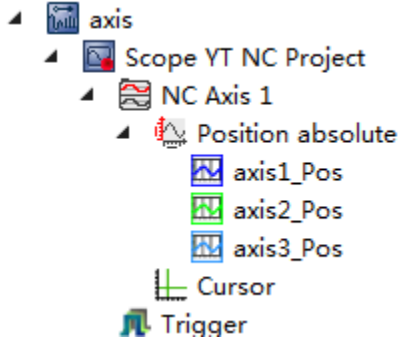 axis
Scope YT NC Project
NC Axis 1
Position absolute
axis1_Pos
axis2_Pos
axis3_Pos
Cursor
Trigger